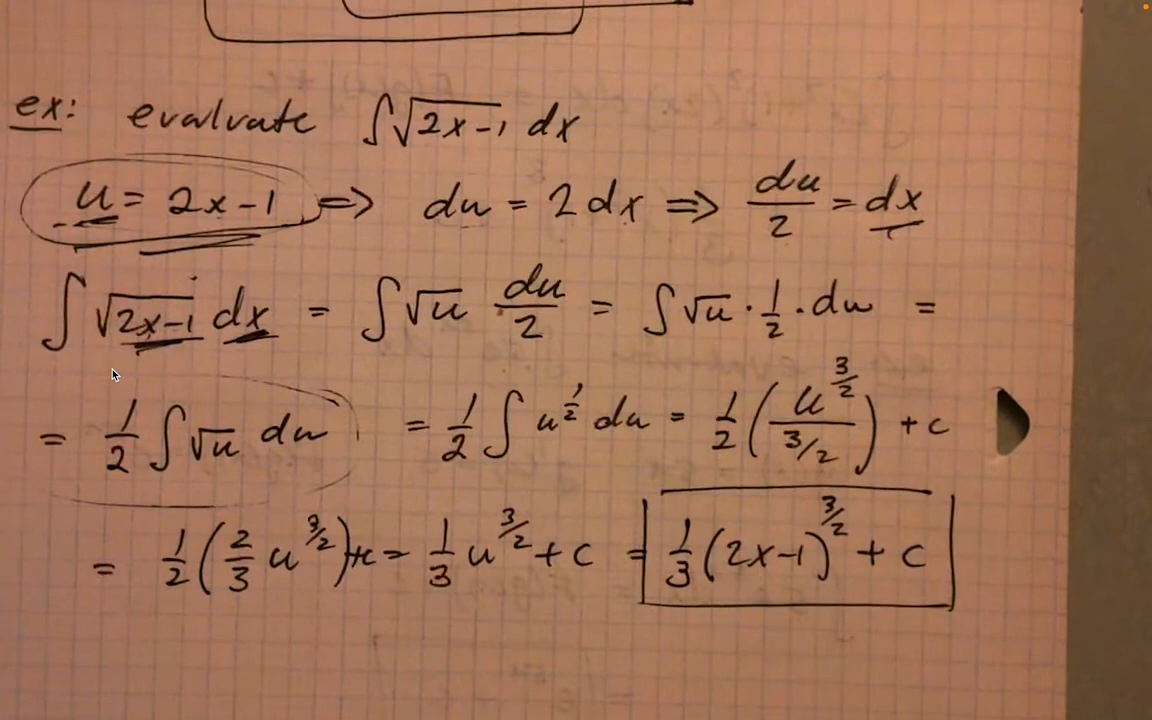 ex: evaluate ∫√(2x-1) dx
u = 2x-1 => du = 2 dx => du/2 = dx
∫ √(2x-1) dx = ∫ √u du/2 = ∫ √u · 1/2 · du =
= 1/2 ∫ √u du = 1/2 ∫ u^(1/2) du = 1/2 (u^(3/2) / (3/2)) + c
= 1/2 (2/3 u^(3/2)) + c = 1/3 u^(3/2) + c = 1/3 (2x-1)^(3/2) + c